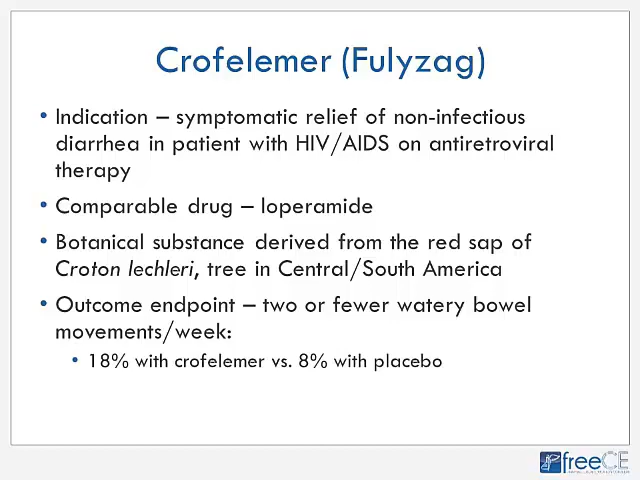 Crofelemer (Fulyzag)
• Indication – symptomatic relief of non-infectious
diarrhea in patient with HIV/AIDS on antiretroviral
therapy
• Comparable drug – loperamide
• Botanical substance derived from the red sap of
Croton lechleri, tree in Central/South America
• Outcome endpoint – two or fewer watery bowel
movements/week:
• 18% with crofelemer vs. 8% with placebo
freeCE